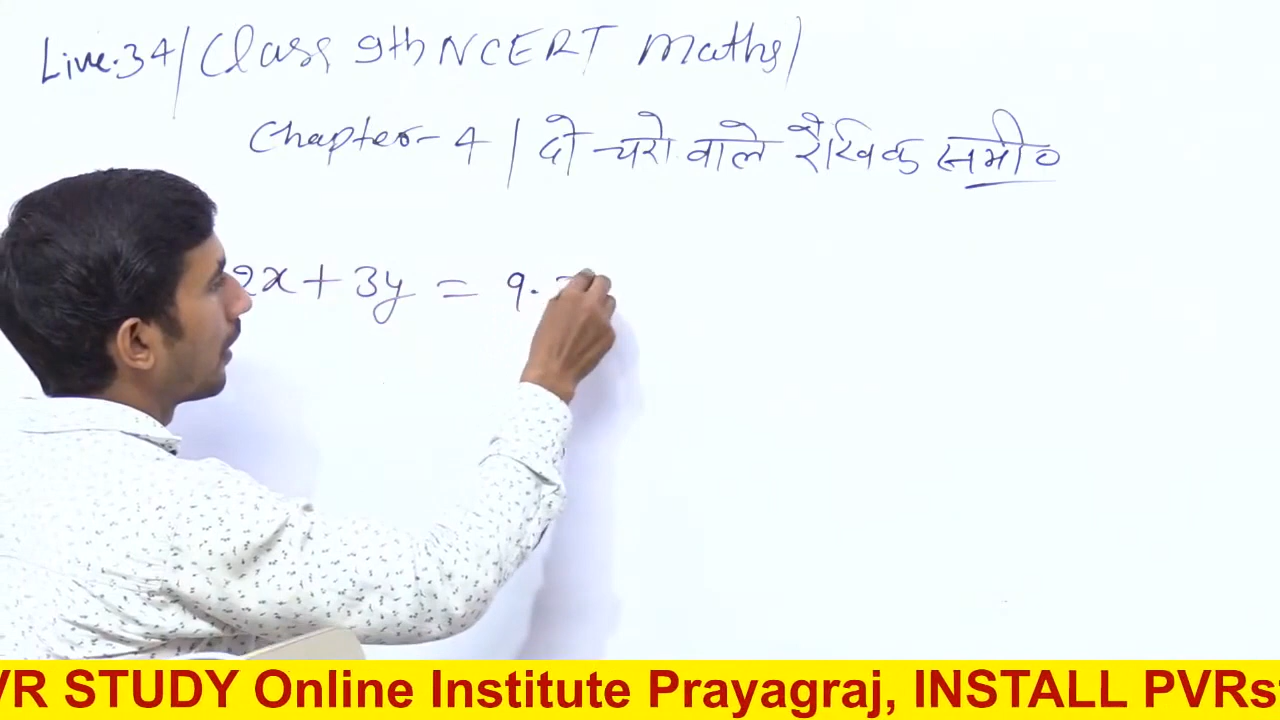 Live.34/Class 9th NCERT Maths/
Chapter-4/दो चरो वाले रैखिक समी०
2x + 3y = 9.
VR STUDY Online Institute Prayagraj, INSTALL PVRs